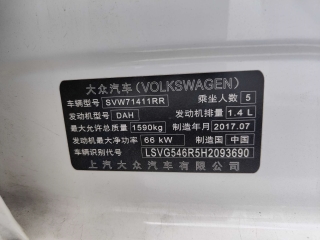 大众汽车(VOLKSWAGEN)
车辆型号 SVW71411RR 乘坐人数 5
发动机型号 DAH 发动机排量 1.4 L
最大允许总质量 1590kg 制造年月 2017.07
发动机最大净功率 66 kW 制造国 中国
车辆识别代号 LSVG546R5H2093690
上汽大众汽车有限公司